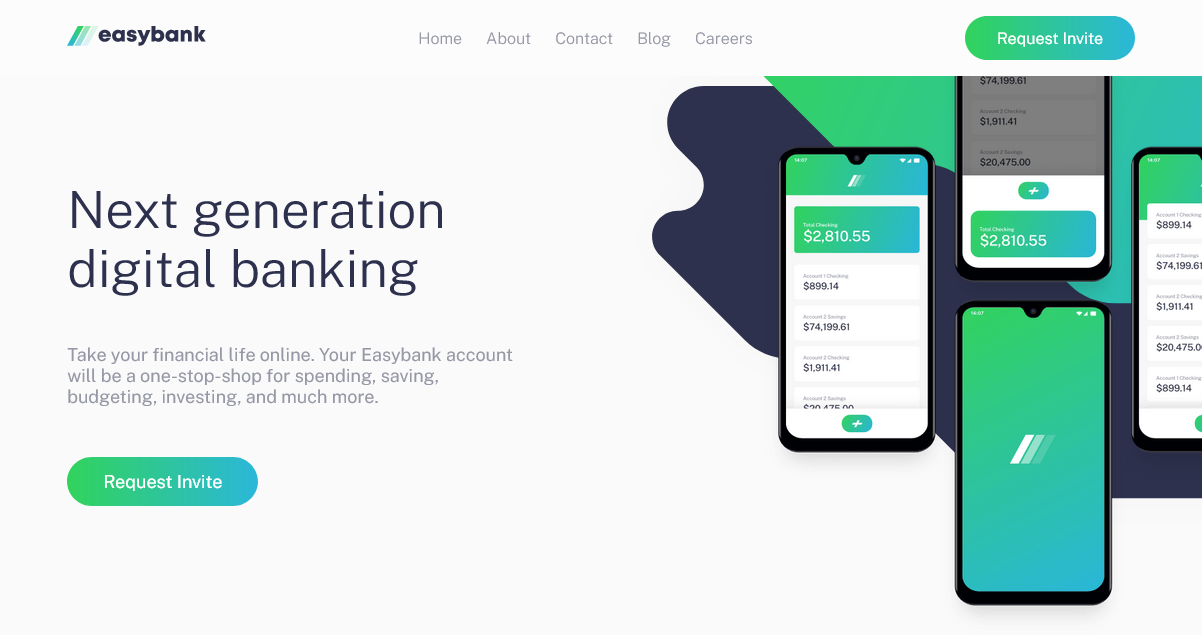 easybank
Home About Contact Blog Careers
Request Invite
Next generation
digital banking
Take your financial life online. Your Easybank account
will be a one-stop-shop for spending, saving,
budgeting, investing, and much more.
Request Invite
14:07
Total Checking
$2,810.55
Account 1 Checking
$899.14
Account 2 Savings
$74,199.61
Account 2 Checking
$1,911.41
Account 2 Savings
$20,475.00
$74,199.61
Account 2 Checking
$1,911.41
Account 2 Savings
$20,475.00
Total Checking
$2,810.55
14:07
14:07
Account 1 Checking
$899.14
Account 2 Savings
$74,199.61
Account 2 Checking
$1,911.41
Account 2 Savings
$20,475.00
Account 1 Checking
$899.14